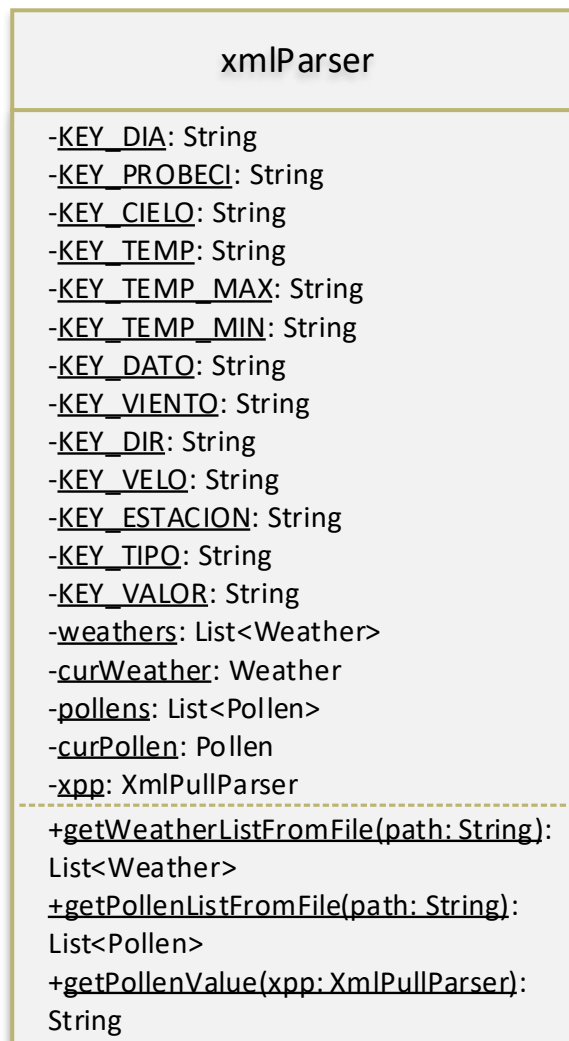 xmlParser
-KEY_DIA: String
-KEY_PROBECI: String
-KEY_CIELO: String
-KEY_TEMP: String
-KEY_TEMP_MAX: String
-KEY_TEMP_MIN: String
-KEY_DATO: String
-KEY_VIENTO: String
-KEY_DIR: String
-KEY_VELO: String
-KEY_ESTACION: String
-KEY_TIPO: String
-KEY_VALOR: String
-weathers: List<Weather>
-curWeather: Weather
-pollens: List<Pollen>
-curPollen: Pollen
-xpp: XmlPullParser
+getWeatherListFromFile(path: String):
List<Weather>
+getPollenListFromFile(path: String):
List<Pollen>
+getPollenValue(xpp: XmlPullParser):
String